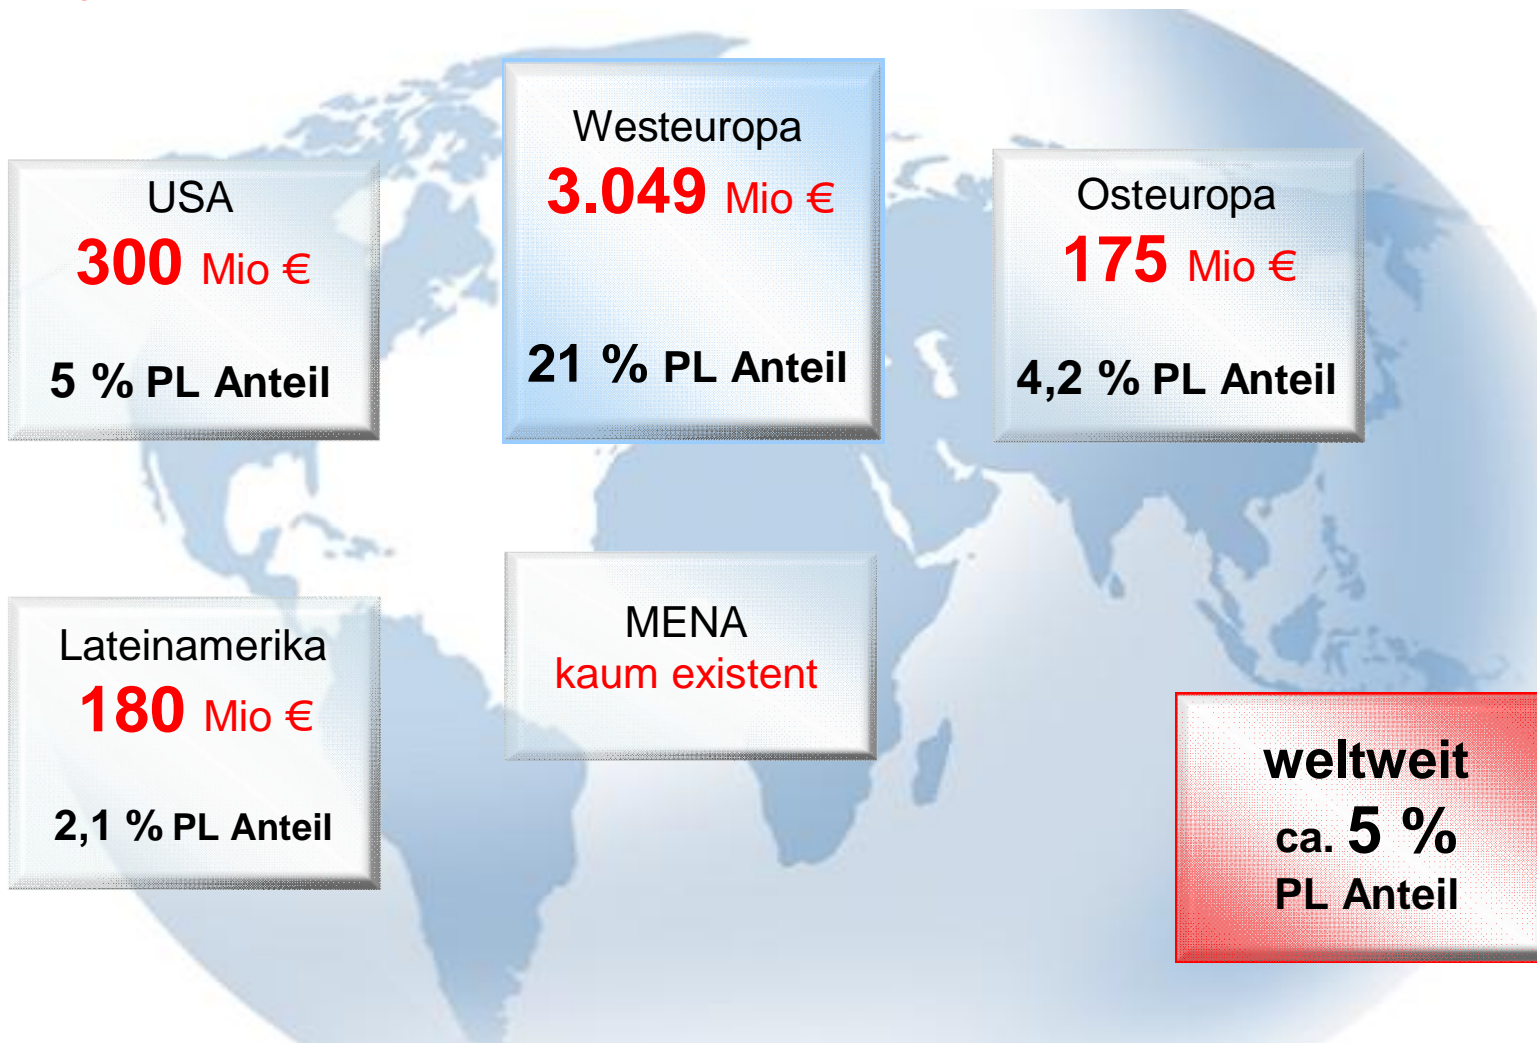 USA
300 Mio €
5 % PL Anteil
Westeuropa
3.049 Mio €
21 % PL Anteil
Osteuropa
175 Mio €
4,2 % PL Anteil
Lateinamerika
180 Mio €
2,1 % PL Anteil
MENA
kaum existent
weltweit
ca. 5 %
PL Anteil